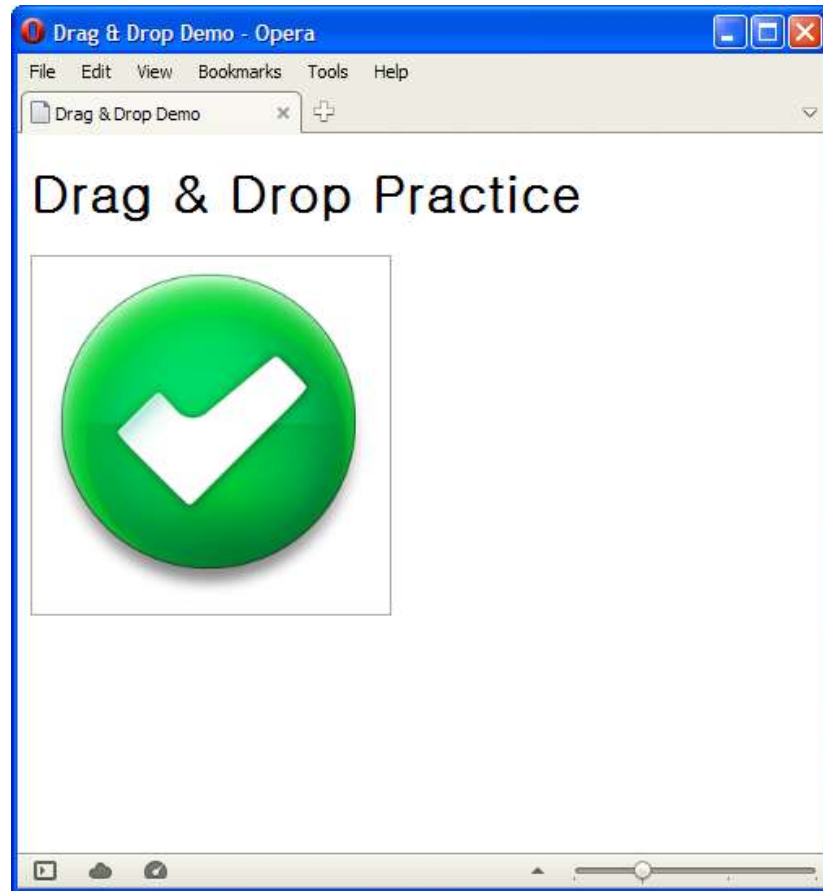 Drag & Drop Demo - Opera
File Edit View Bookmarks Tools Help
Drag & Drop Demo
Drag & Drop Practice